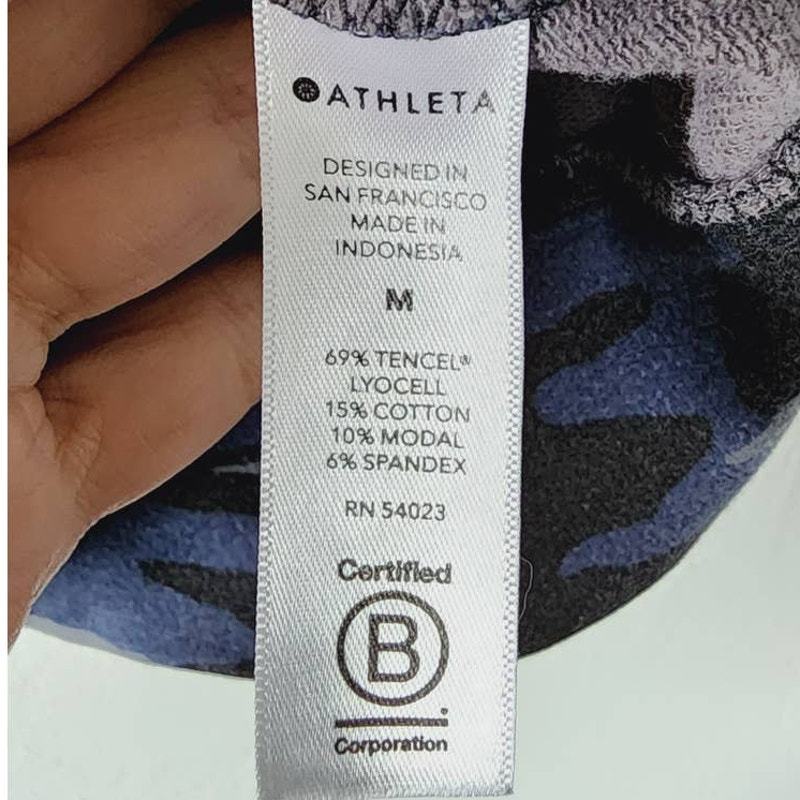 ATHLETA
DESIGNED IN
SAN FRANCISCO
MADE IN
INDONESIA
M
69% TENCEL®
LYOCELL
15% COTTON
10% MODAL
6% SPANDEX
RN 54023
Certified
B
Corporation